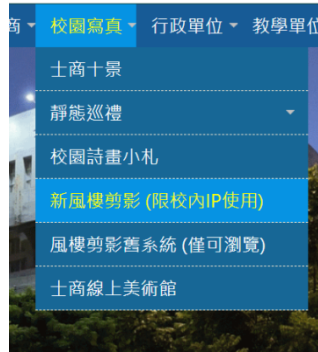 商 校園寫真 行政單位 教學單位
士商十景
靜態巡禮
校園詩畫小札
新風樓剪影 (限校內IP使用)
風樓剪影舊系統 (僅可瀏覽)
士商線上美術館